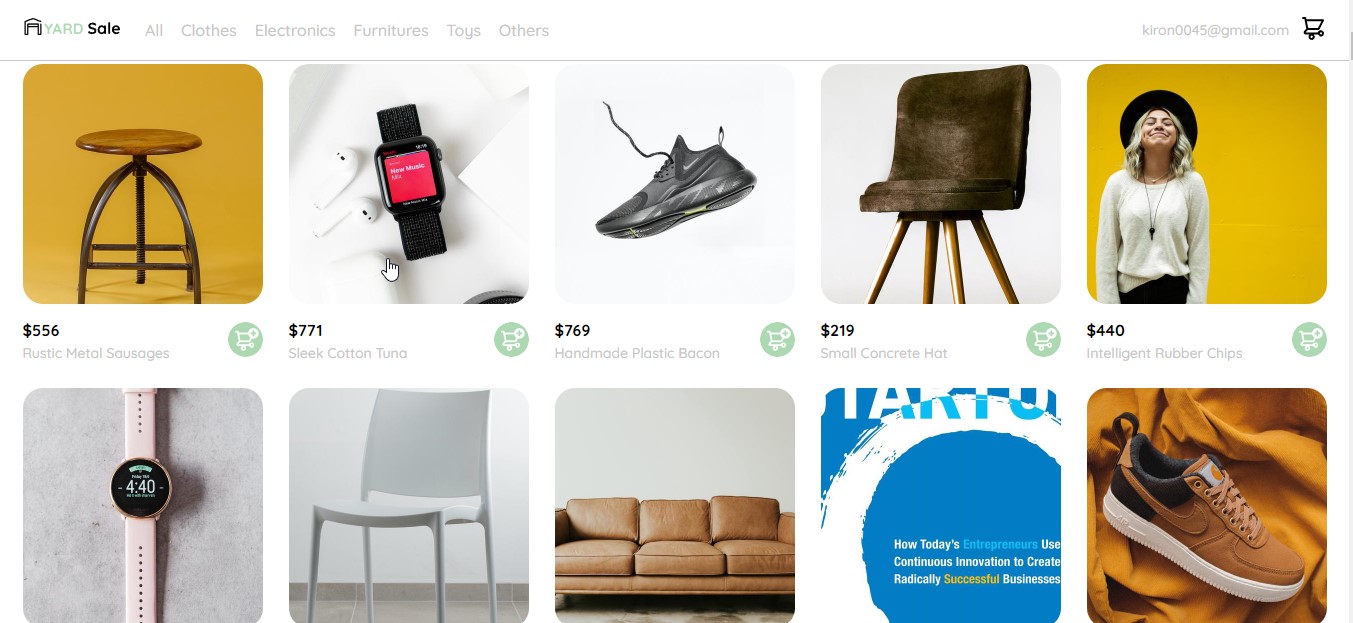 YARD Sale All Clothes Electronics Furnitures Toys Others kiron0045@gmail.com
New Music
Mix
$556 $771 $769 $219 $440
Rustic Metal Sausages Sleek Cotton Tuna Handmade Plastic Bacon Small Concrete Hat Intelligent Rubber Chips
4:40
How Today's Entrepreneurs Use
Continuous Innovation to Create
Radically Successful Businesses